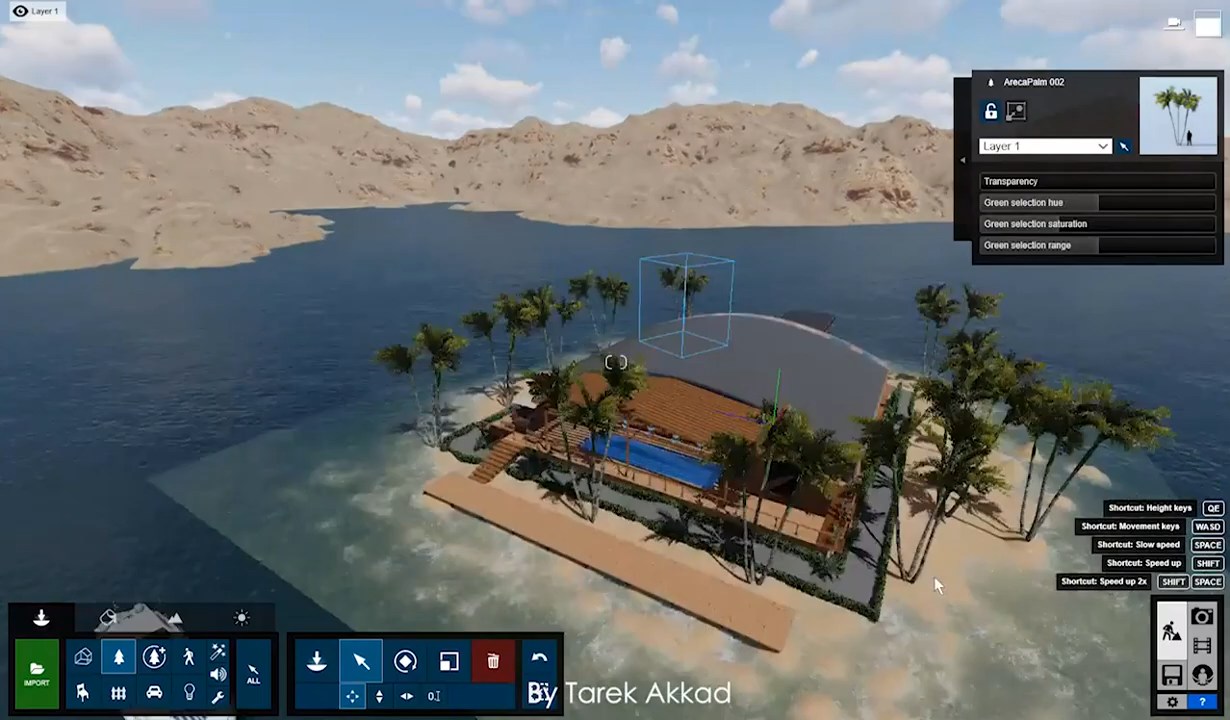 Layer 1
ArecaPalm 002
Layer 1
Transparency
Green selection hue
Green selection saturation
Green selection range
Shortcut: Height keys QE
Shortcut: Movement keys WASD
Shortcut: Slow speed SPACE
Shortcut: Speed up SHIFT
Shortcut: Speed up 2x SHIFT SPACE
IMPORT
ALL
?
By Tarek Akkad